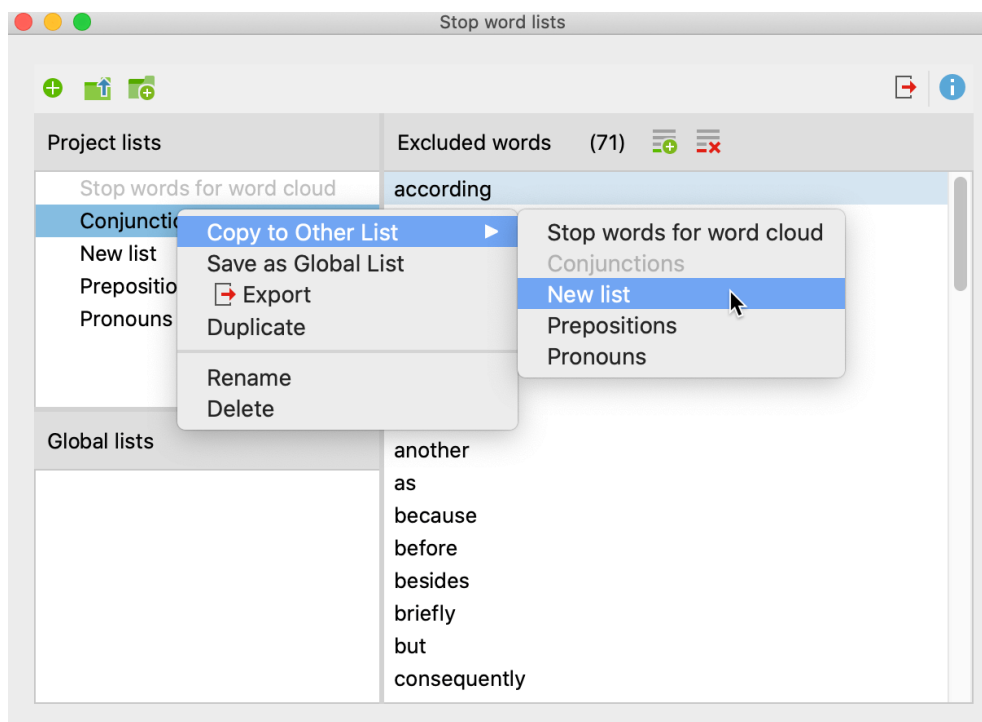 Stop word lists
Project lists
Excluded words (71)
Stop words for word cloud
Conjunctio
New list
Prepositio
Pronouns
Copy to Other List
Save as Global List
Export
Duplicate
Rename
Delete
Stop words for word cloud
Conjunctions
New list
Prepositions
Pronouns
Global lists
according
another
as
because
before
besides
briefly
but
consequently